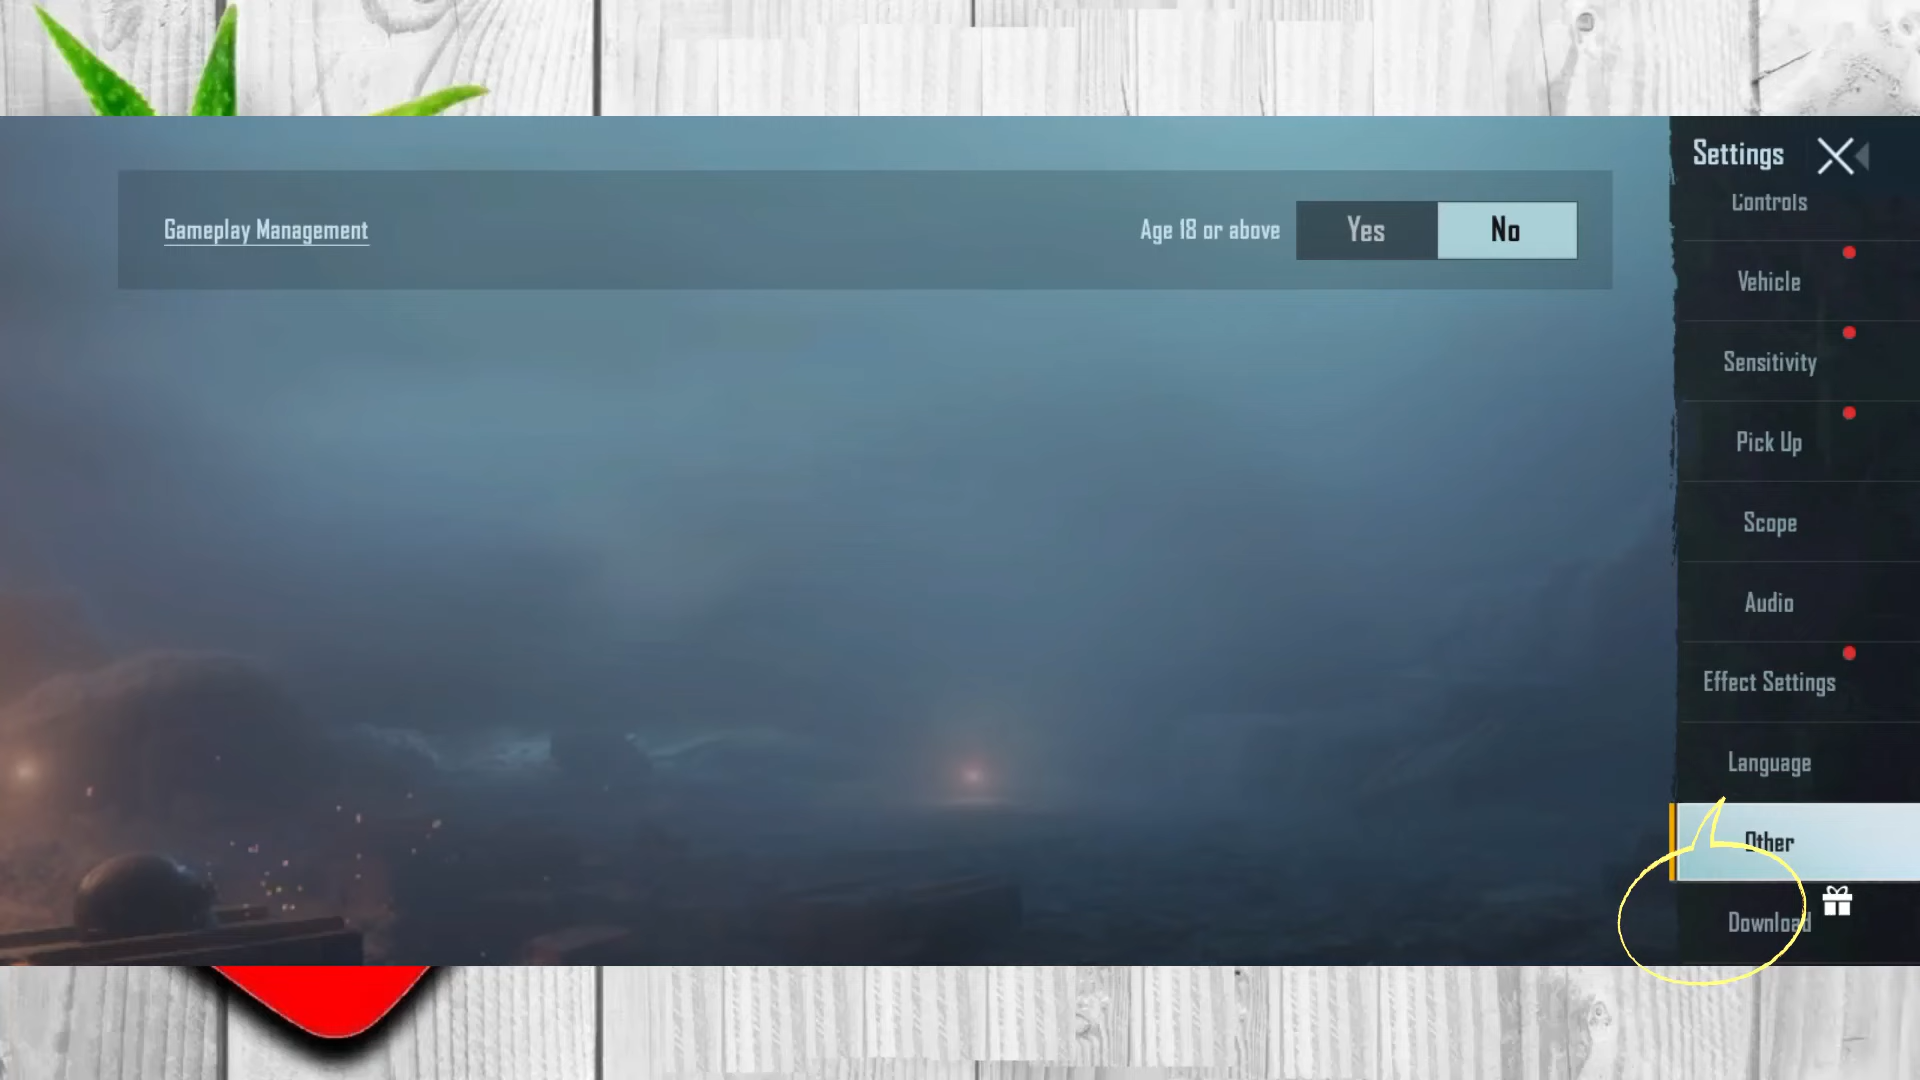 Settings
Controls
Gameplay Management
Age 18 or above
Yes
No
Vehicle
Sensitivity
Pick Up
Scope
Audio
Effect Settings
Language
Other
Download